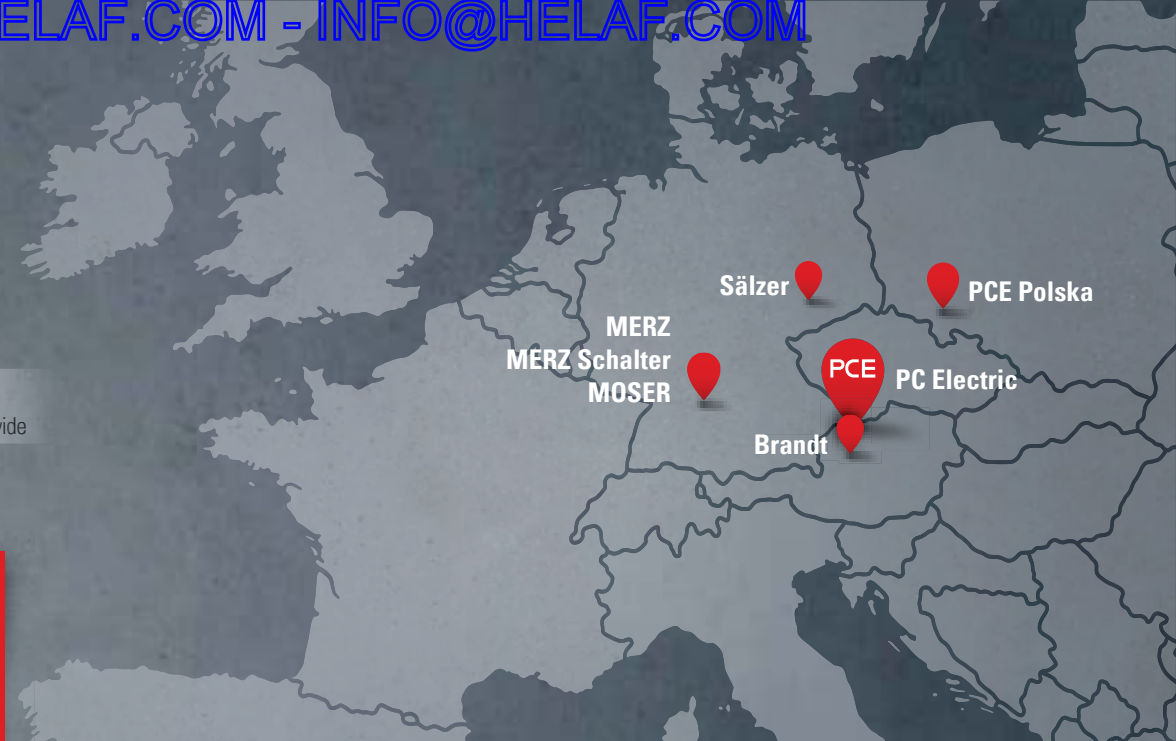 ELAF.COM - INFO@HELAF.COM
Sälzer
PCE Polska
MERZ
MERZ Schalter
MOSER
PCE
PC Electric
vide
Brandt